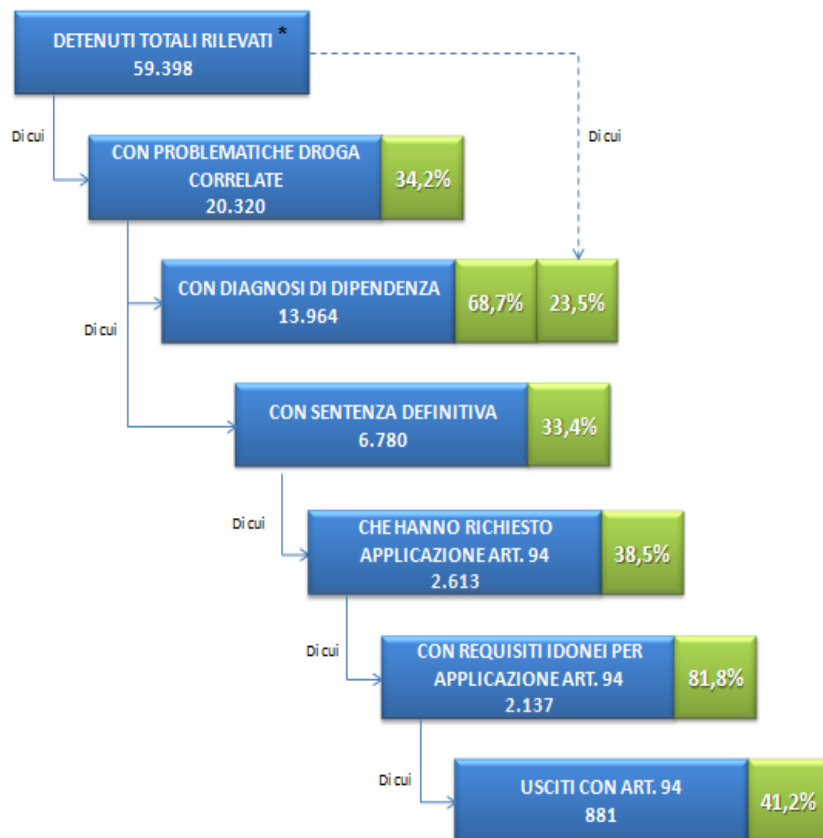 DETENUTI TOTALI RILEVATI *
59.398
Di cui
Di cui
CON PROBLEMATICHE DROGA
CORRELATE
20.320
34,2%
CON DIAGNOSI DI DIPENDENZA
13.964
68,7%
23,5%
Di cui
CON SENTENZA DEFINITIVA
6.780
33,4%
Di cui
CHE HANNO RICHIESTO
APPLICAZIONE ART. 94
2.613
38,5%
Di cui
CON REQUISITI IDONEI PER
APPLICAZIONE ART. 94
2.137
81,8%
Di cui
USCITI CON ART. 94
881
41,2%